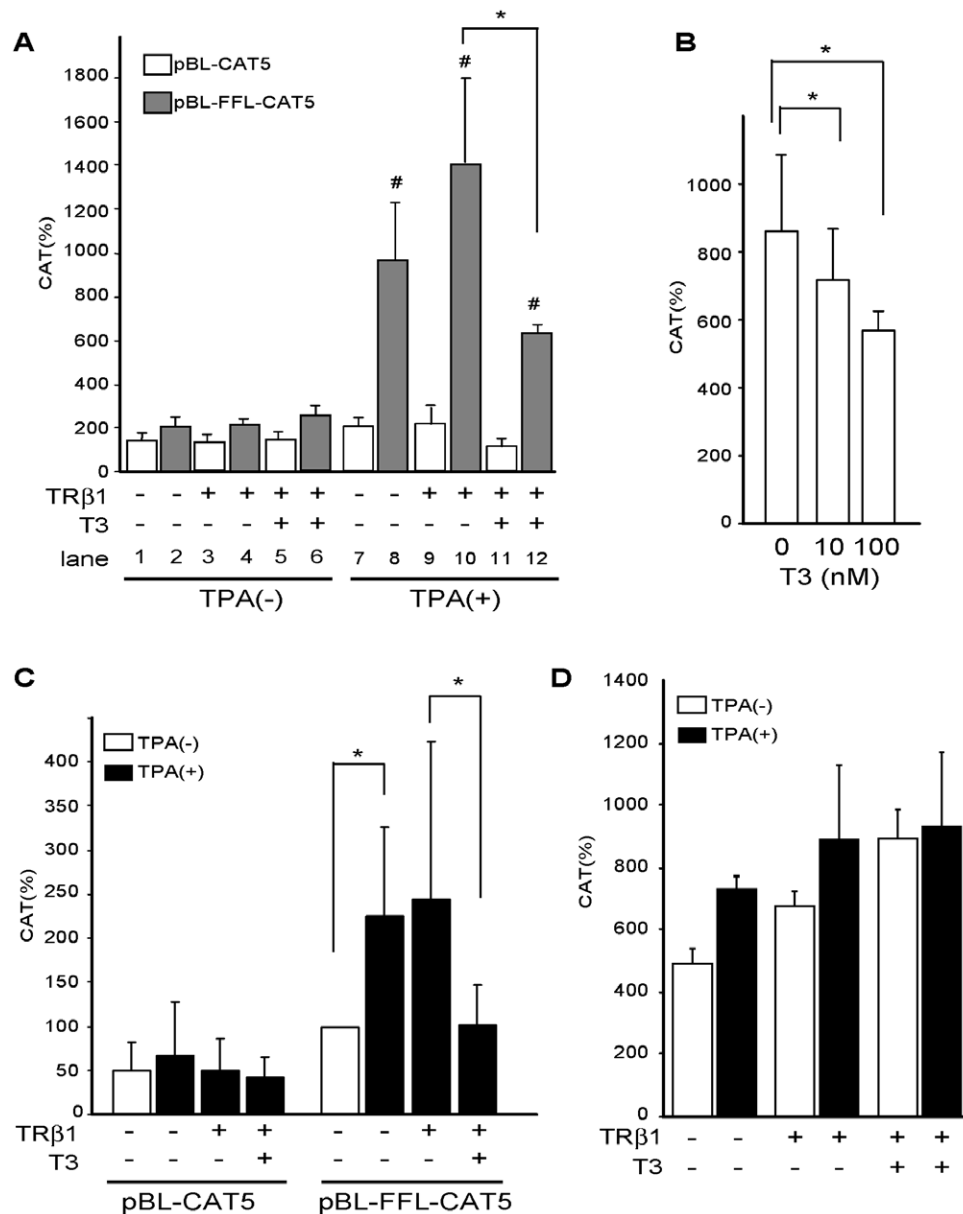 A
*
pBL-CAT5
pBL-FFL-CAT5
CAT(%)
1800
1600
1400
1200
1000
800
600
400
200
0
# # #
TRβ1 - - + + + + - - + + + +
T3 - - - - + + - - - - + +
lane 1 2 3 4 5 6 7 8 9 10 11 12
TPA(-) TPA(+)
B
*
*
CAT(%)
1000
800
600
400
200
0
0 10 100
T3 (nM)
C
*
*
TPA(-)
TPA(+)
CAT(%)
400
350
300
250
200
150
100
50
0
TRβ1 - - + + - - + +
T3 - - - + - - - +
pBL-CAT5 pBL-FFL-CAT5
D
TPA(-)
TPA(+)
CAT(%)
1400
1200
1000
800
600
400
200
0
TRβ1 - - + + + +
T3 - - - - + +